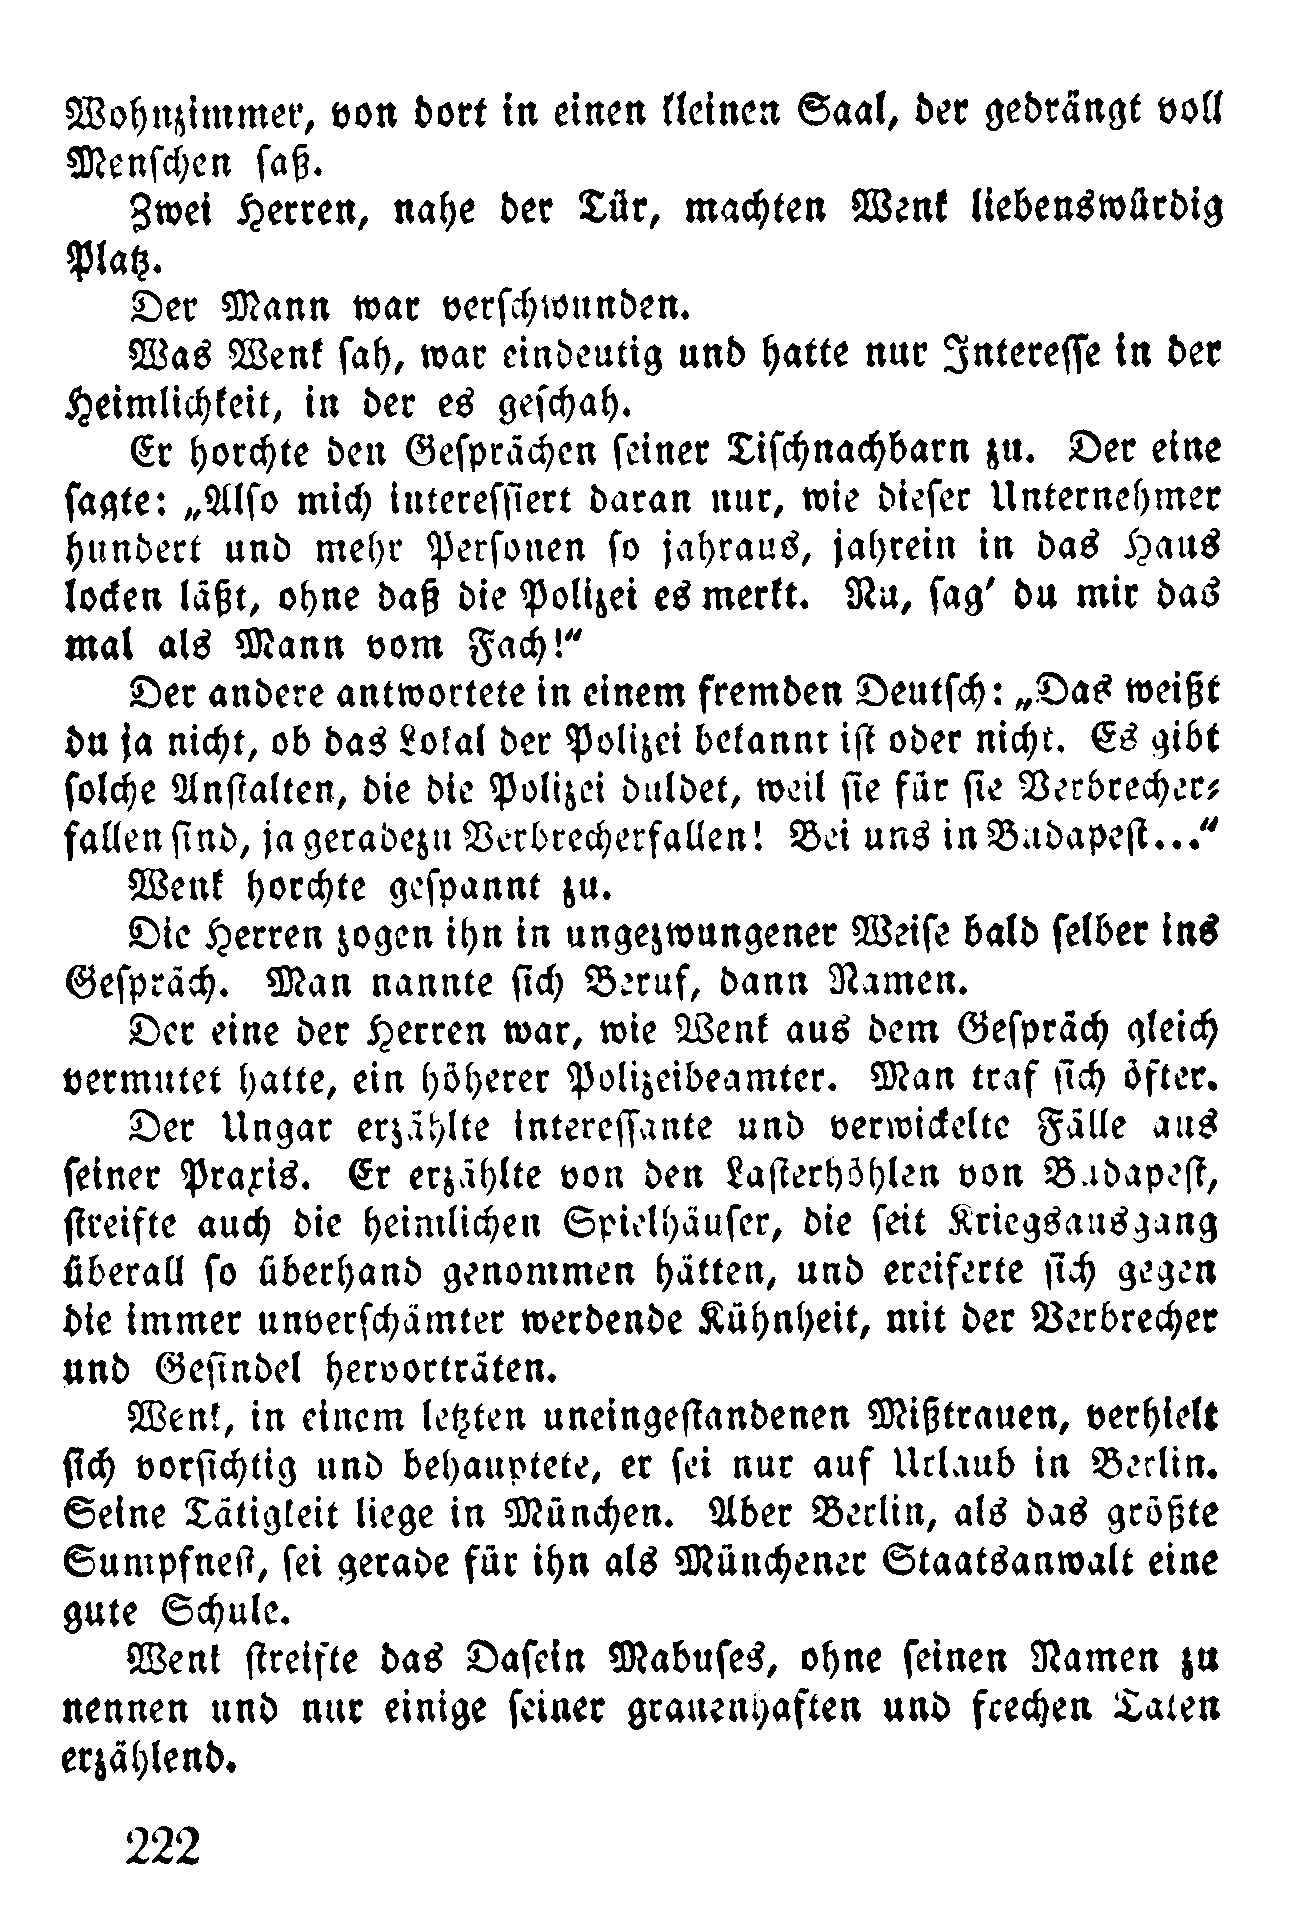 Wohnzimmer, von dort in einen kleinen Saal, der gedrängt voll
Menschen saß.
Zwei Herren, nahe der Tür, machten Wenk liebenswürdig
Platz.
Der Mann war verschwunden.
Was Wenk sah, war eindeutig und hatte nur Interesse in der
Heimlichkeit, in der es geschah.
Er horchte den Gesprächen seiner Tischnachbarn zu. Der eine
sagte: „Also mich interessiert daran nur, wie dieser Unternehmer
hundert und mehr Personen so jahraus, jahrein in das Haus
locken läßt, ohne daß die Polizei es merkt. Nu, sag' du mir das
mal als Mann vom Fach!“
Der andere antwortete in einem fremden Deutsch: „Das weißt
du ja nicht, ob das Lokal der Polizei bekannt ist oder nicht. Es gibt
solche Anstalten, die die Polizei duldet, weil sie für sie Verbrecher-
fallen sind, ja geradezu Verbrecherfallen! Bei uns in Budapest...“
Wenk horchte gespannt zu.
Die Herren zogen ihn in ungezwungener Weise bald selber ins
Gespräch. Man nannte sich Beruf, dann Namen.
Der eine der Herren war, wie Wenk aus dem Gespräch gleich
vermutet hatte, ein höherer Polizeibeamter. Man traf sich öfter.
Der Ungar erzählte interessante und verwickelte Fälle aus
seiner Praxis. Er erzählte von den Lasterhöhlen von Budapest,
streifte auch die heimlichen Spielhäuser, die seit Kriegsausgang
überall so überhand genommen hätten, und ereiferte sich gegen
die immer unverschämter werdende Kühnheit, mit der Verbrecher
und Gesindel hervorträten.
Wenk, in einem letzten uneingestandenen Mißtrauen, verhielt
sich vorsichtig und behauptete, er sei nur auf Urlaub in Berlin.
Seine Tätigkeit liege in München. Aber Berlin, als das größte
Sumpfnest, sei gerade für ihn als Münchener Staatsanwalt eine
gute Schule.
Wenk streifte das Dasein Mabuses, ohne seinen Namen zu
nennen und nur einige seiner grauenhaften und frechen Taten
erzählend.
222